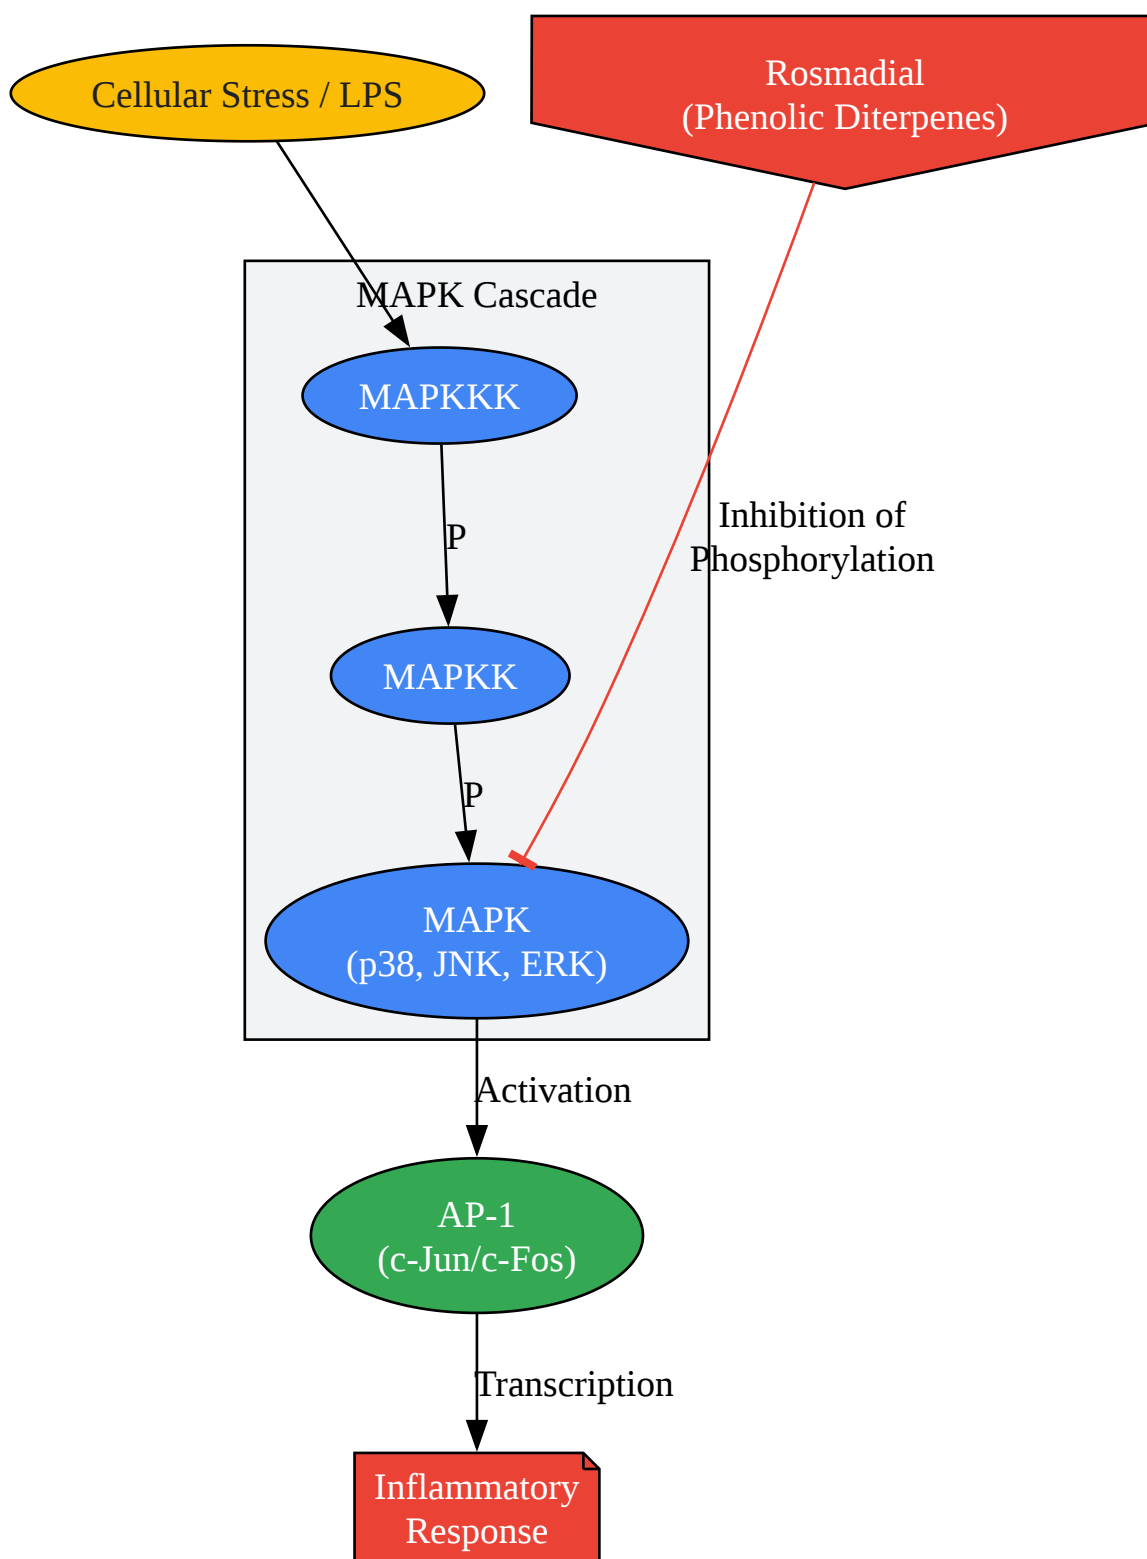 Cellular Stress / LPS
Rosmadial
(Phenolic Diterpenes)
MAPK Cascade
MAPKKK
Inhibition of
Phosphorylation
P
MAPKK
P
MAPK
(p38, JNK, ERK)
Activation
AP-1
(c-Jun/c-Fos)
Transcription
Inflammatory
Response